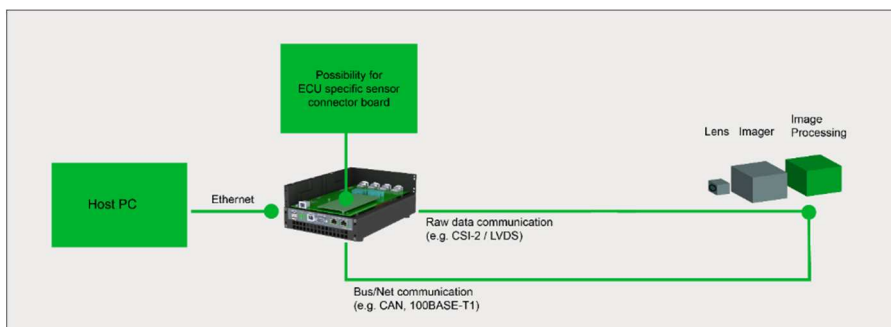 Possibility for
ECU specific sensor
connector board
Host PC
Ethernet
Lens Imager Image
Processing
Raw data communication
(e.g. CSI-2 / LVDS)
Bus/Net communication
(e.g. CAN, 100BASE-T1)